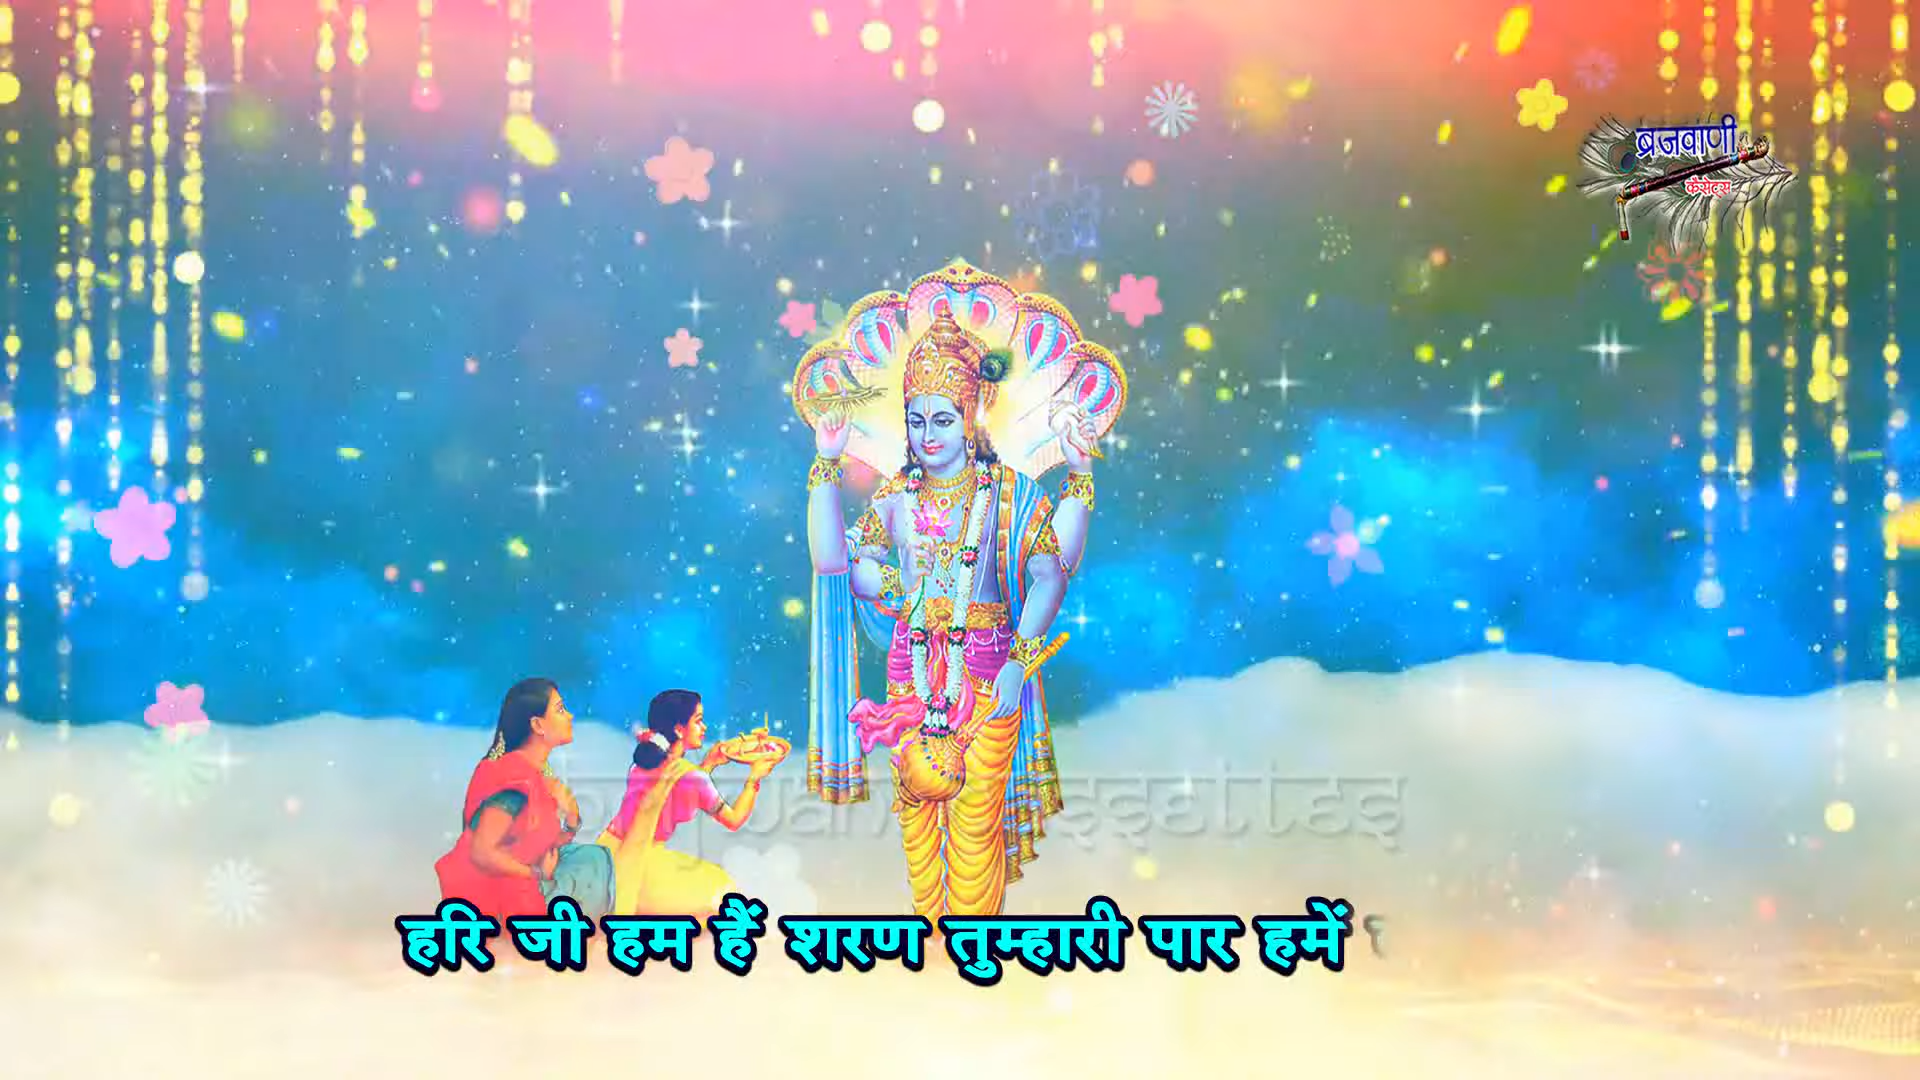 ब्रजवाणी
कैसेट्स
हरि जी हम हैं शरण तुम्हारी पार हमें